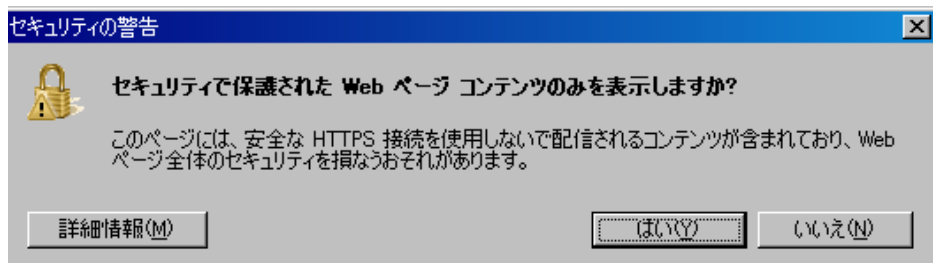 セキュリティの警告
セキュリティで保護された Web ページ コンテンツのみを表示しますか?
このページには、安全な HTTPS 接続を使用しないで配信されるコンテンツが含まれており、Web
ページ全体のセキュリティを損なうおそれがあります。
詳細情報(M) はい(Y) いいえ(N)